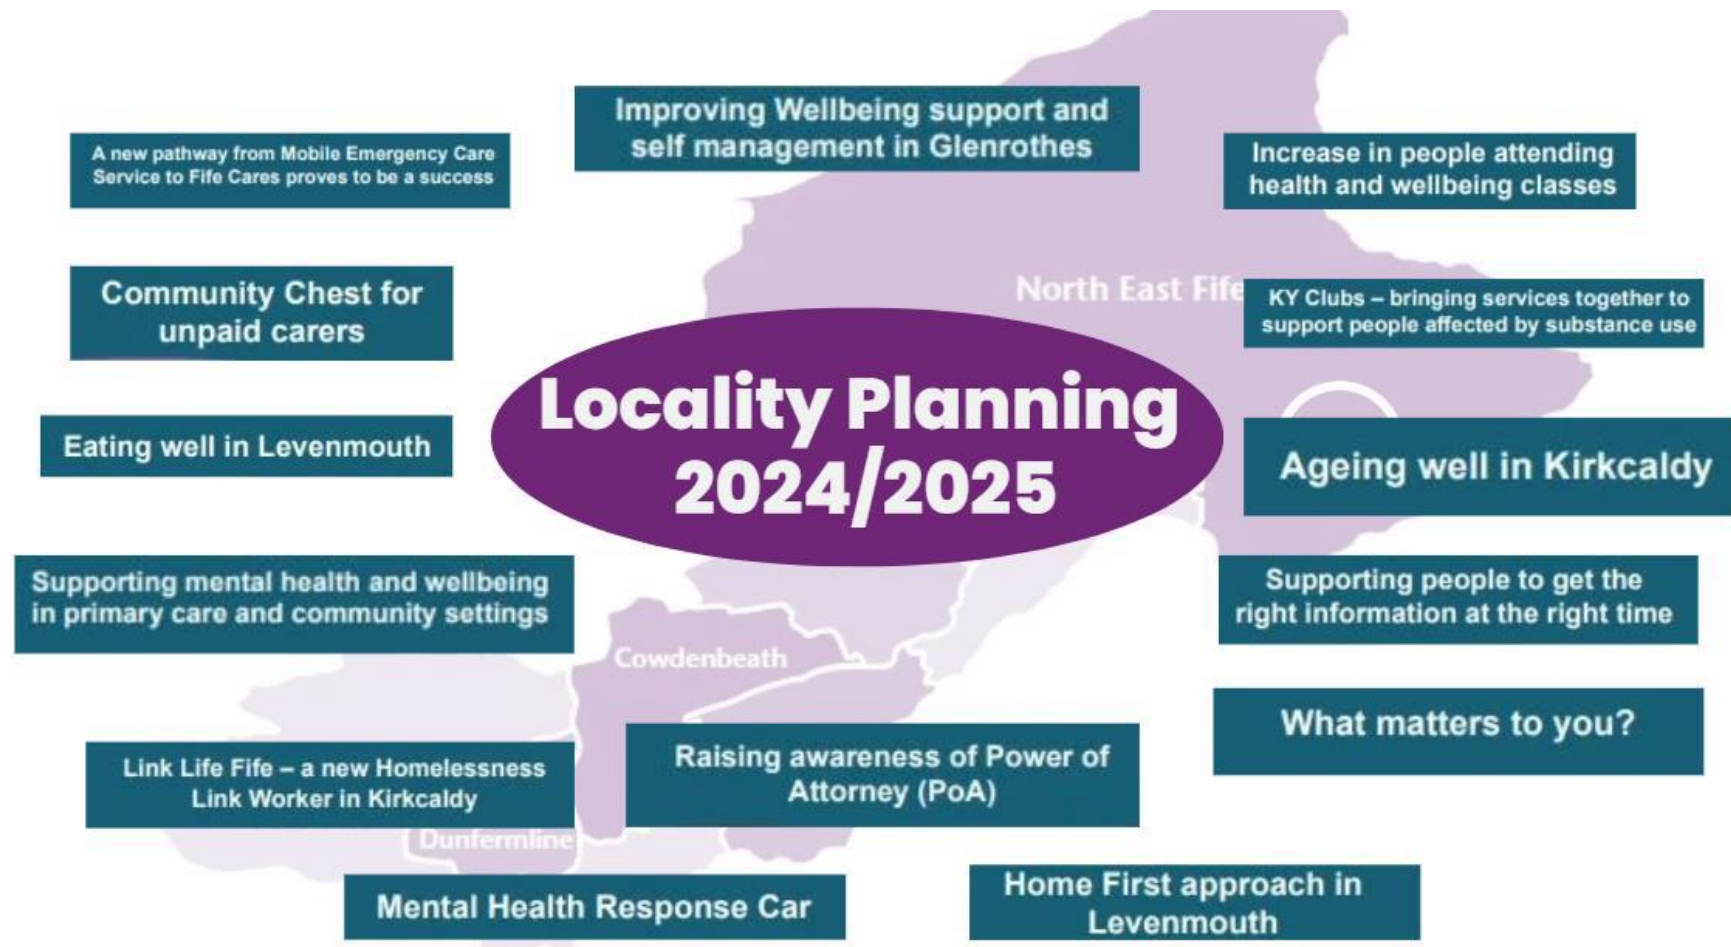 Improving Wellbeing support and
self management in Glenrothes
A new pathway from Mobile Emergency Care
Service to Fife Cares proves to be a success
Increase in people attending
health and wellbeing classes
Community Chest for
unpaid carers
North East Fife
KY Clubs – bringing services together to
support people affected by substance use
Locality Planning
2024/2025
Eating well in Levenmouth
Ageing well in Kirkcaldy
Supporting mental health and wellbeing
in primary care and community settings
Supporting people to get the
right information at the right time
Cowdenbeath
What matters to you?
Link Life Fife – a new Homelessness
Link Worker in Kirkcaldy
Raising awareness of Power of
Attorney (PoA)
Dunfermline
Mental Health Response Car
Home First approach in
Levenmouth